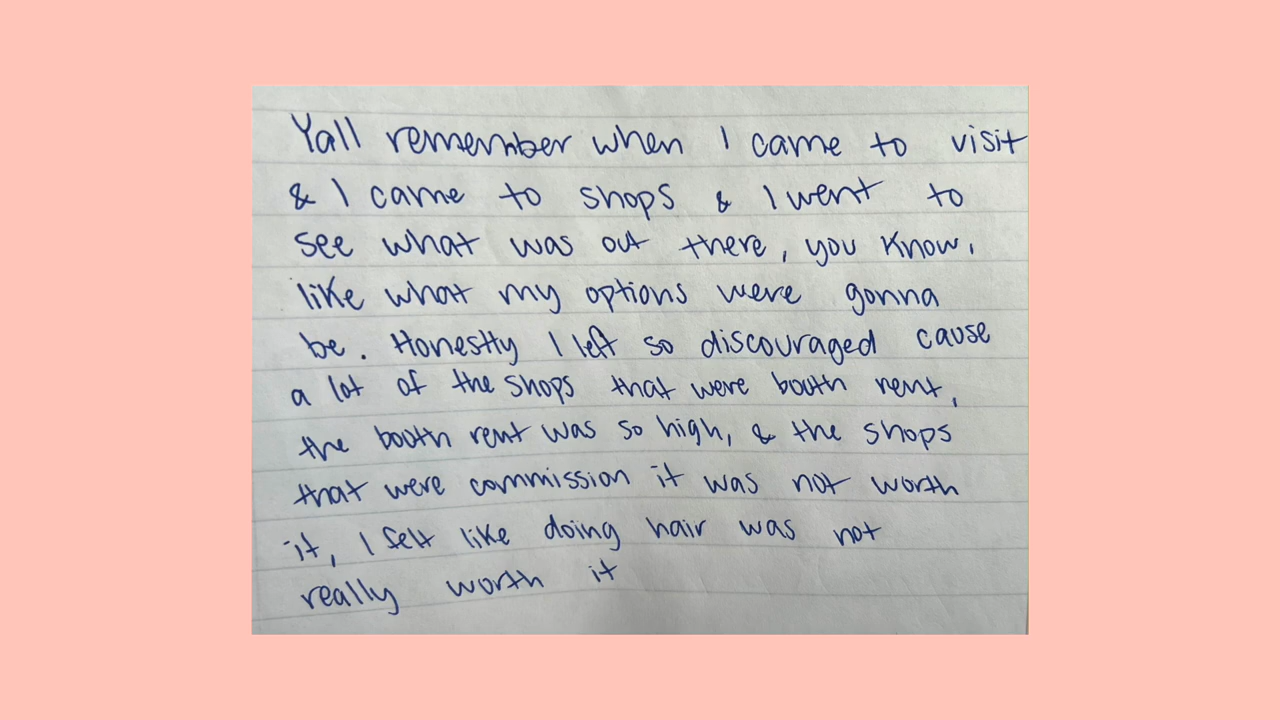 Yall remember when I came to visit
& I came to shops & I went to
see what was out there, you know,
like what my options were gonna
be. Honestly I left so discouraged cause
a lot of the shops that were booth rent,
the booth rent was so high, & the shops
that were commission it was not worth
it, I felt like doing hair was not
really worth it